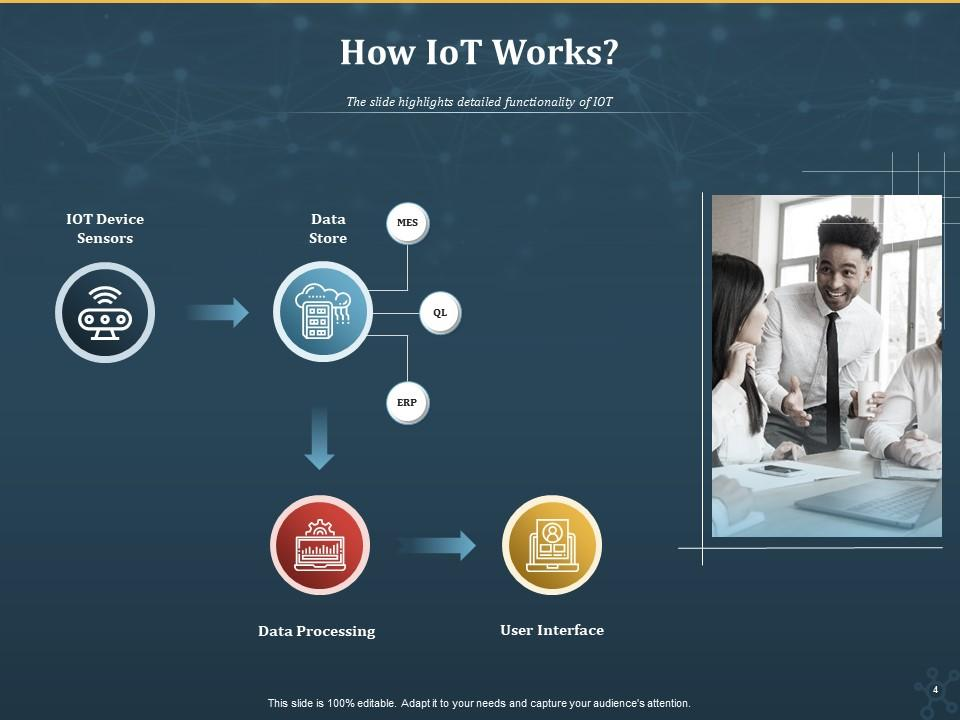 How IoT Works?
The slide highlights detailed functionality of IOT
IOT Device
Sensors
Data
Store
MES
QL
ERP
Data Processing
User Interface
This slide is 100% editable. Adapt it to your needs and capture your audience's attention.
4